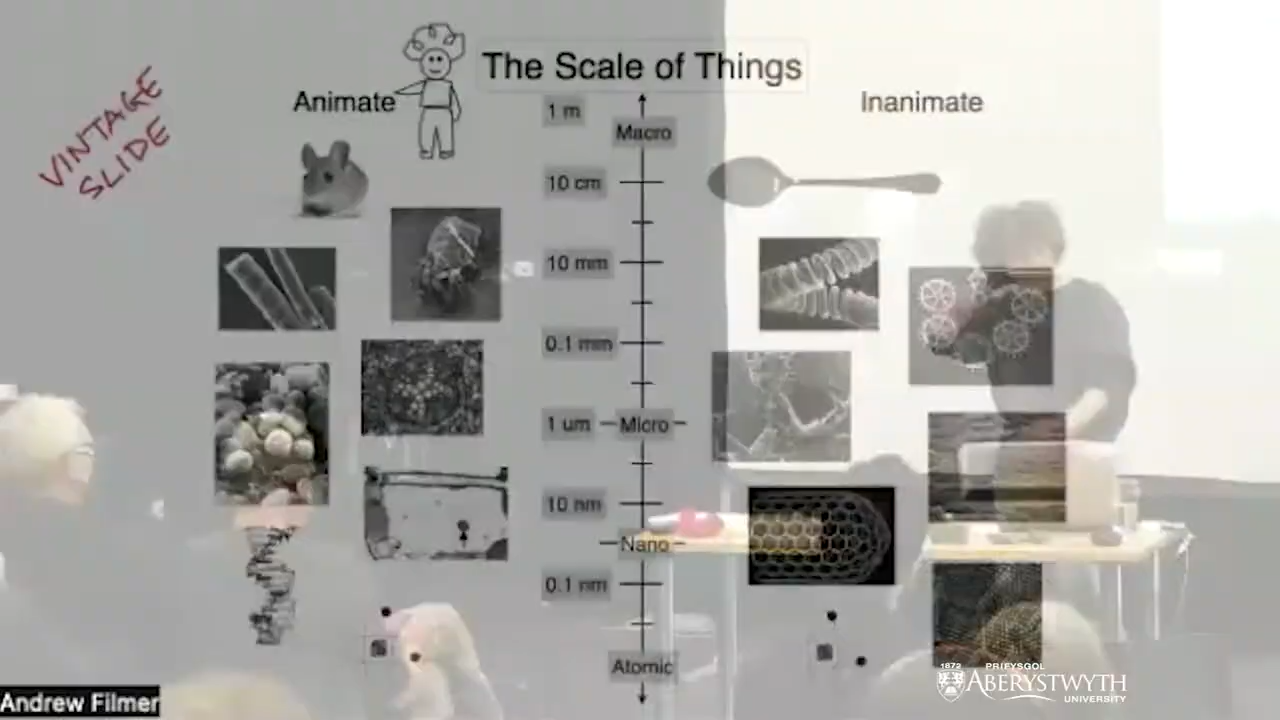 VINTAGE
SLIDE
The Scale of Things
Animate
Inanimate
1 m
Macro
10 cm
10 mm
0.1 mm
1 um
Micro
10 nm
Nano
0.1 nm
Atomic
Andrew Filmer
1872
PRIFYSGOL
ABERYSTWYTH
UNIVERSITY